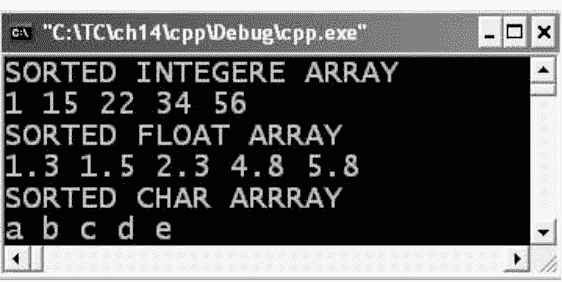 "C:\TC\ch14\cpp\Debug\cpp.exe"
SORTED INTEGERE ARRAY
1 15 22 34 56
SORTED FLOAT ARRAY
1.3 1.5 2.3 4.8 5.8
SORTED CHAR ARRRAY
a b c d e